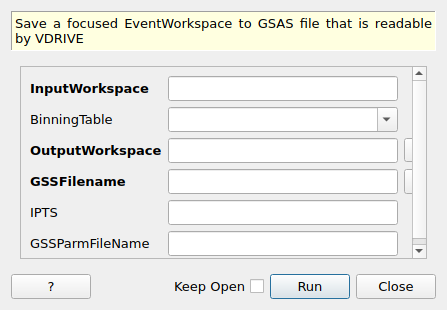 Save a focused EventWorkspace to GSAS file that is readable
by VDRIVE
InputWorkspace
BinningTable
OutputWorkspace
GSSFilename
IPTS
GSSParmFileName
? Keep Open Run Close